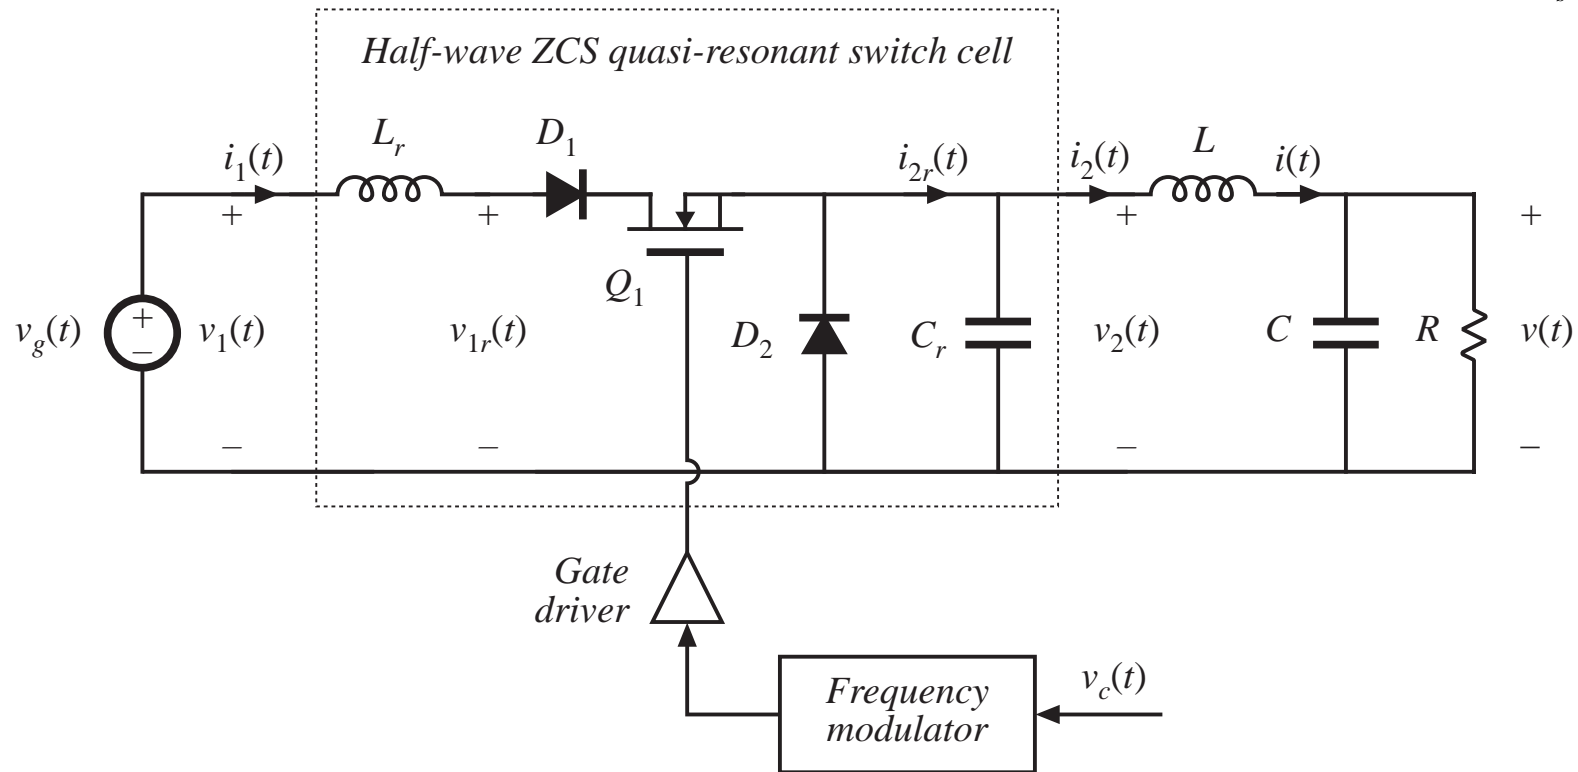 Half-wave ZCS quasi-resonant switch cell
i1(t)
Lr
D1
i2r(t)
i2(t)
L
i(t)
+
+
+
+
Q1
vg(t)
+
−
v1(t)
v1r(t)
D2
Cr
v2(t)
C
R
v(t)
−
−
−
−
Gate
driver
Frequency
modulator
vc(t)